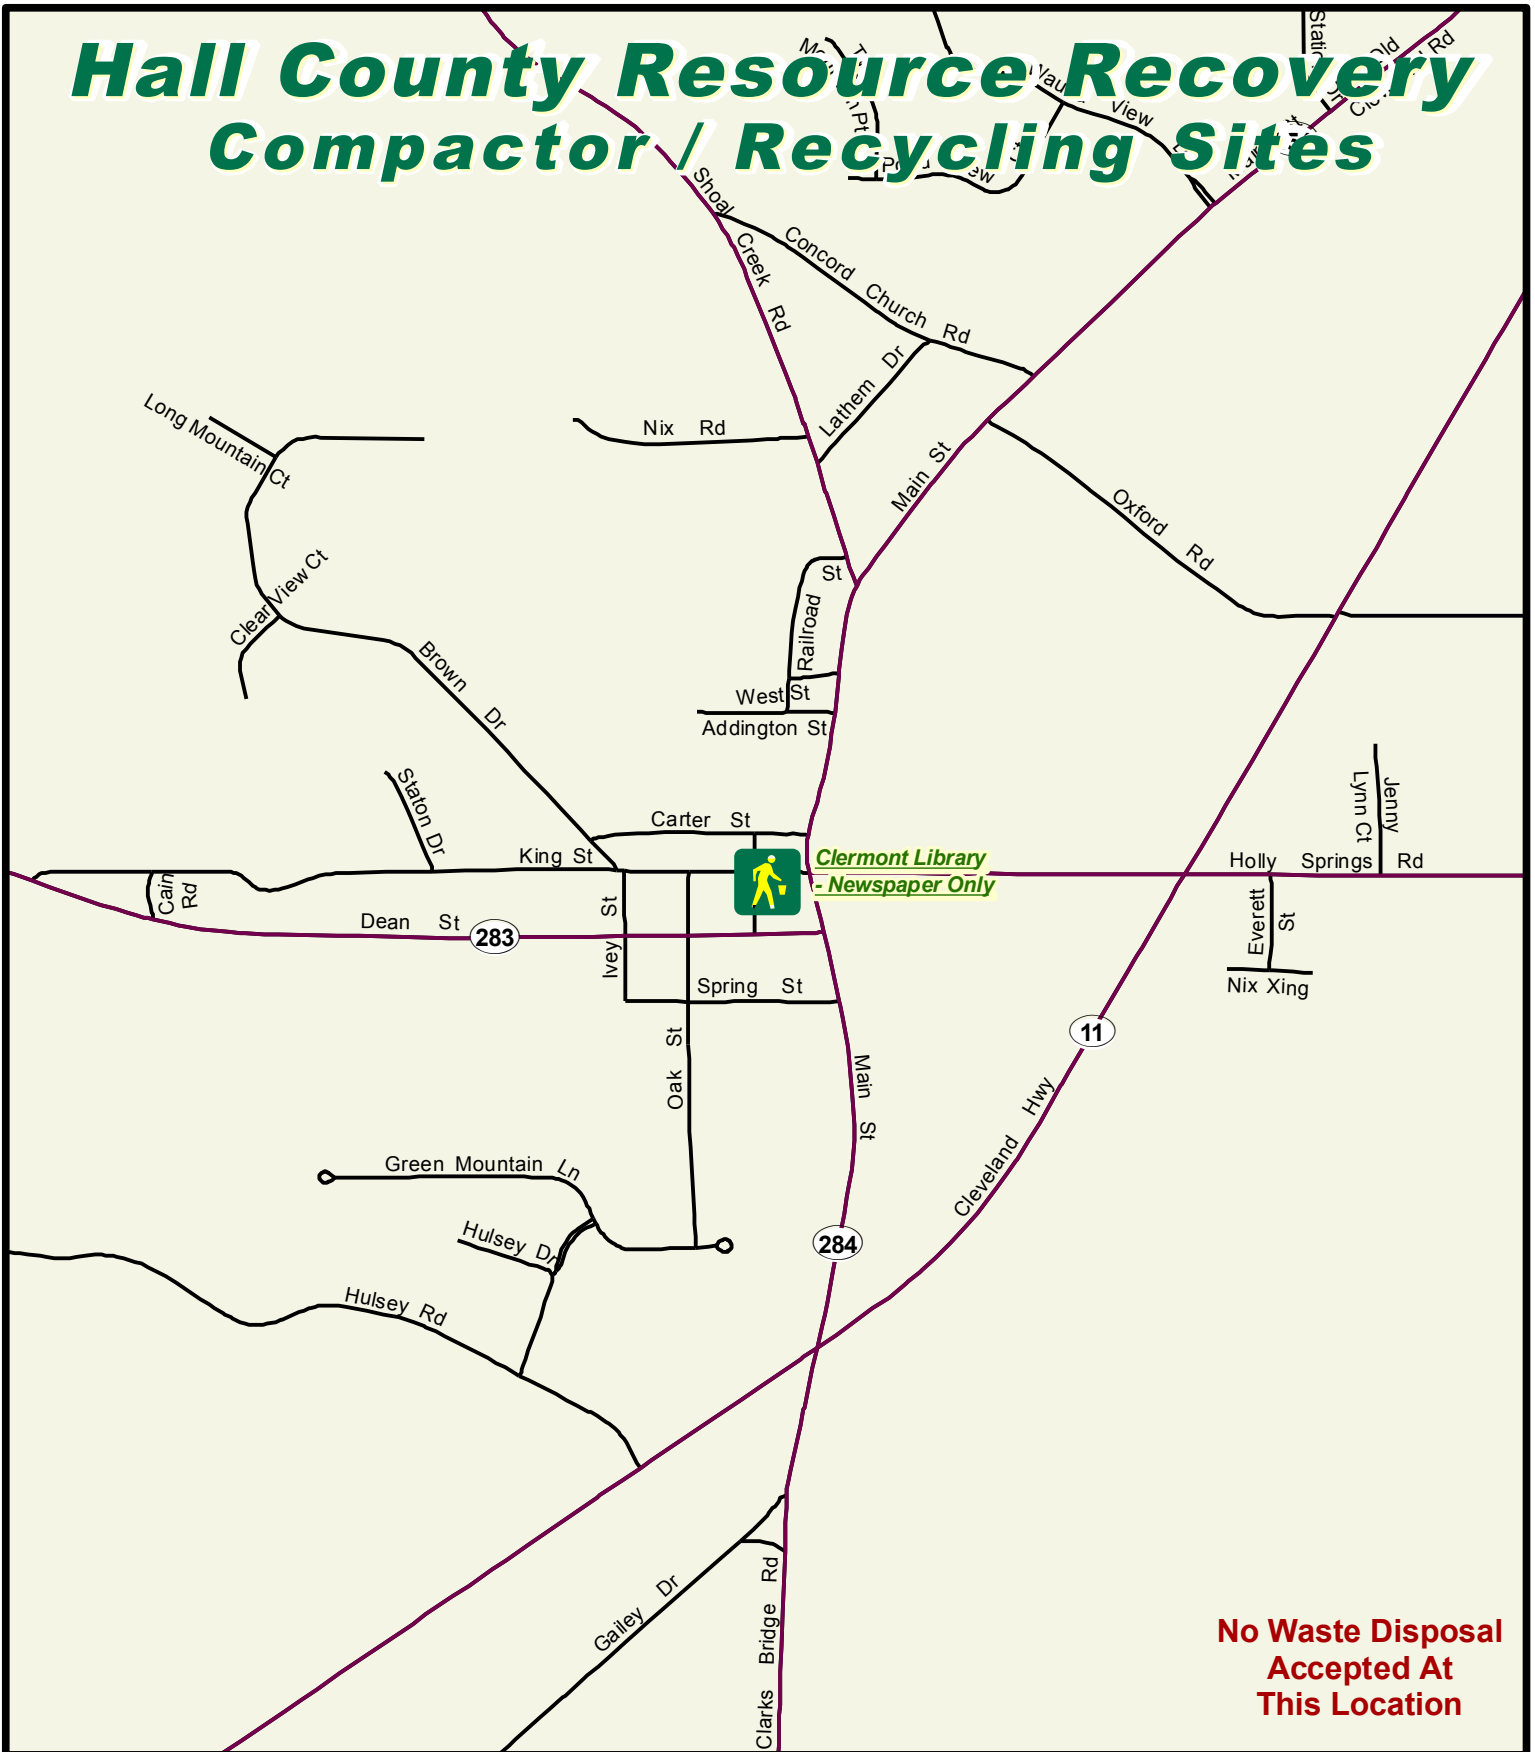 Hall County Resource Recovery
Compactor / Recycling Sites
View
Rd
Shoal Creek Rd
Concord Church Rd
Lathem Dr
Nix Rd
Main St
Long Mountain Ct
Oxford Rd
Clear View Ct
St
Railroad
Brown Dr
West St
Addington St
Staton Dr
Jenny
Lynn Ct
Carter St
King St
Clermont Library
- Newspaper Only
Holly Springs Rd
Cain
Rd
Dean St
283
Ivey St
Everett
St
Nix Xing
Spring St
11
Oak St
Main St
Cleveland Hwy
Green Mountain Ln
Hulsey Dr
284
Hulsey Rd
Gailey Dr
Clarks Bridge Rd
No Waste Disposal
Accepted At
This Location